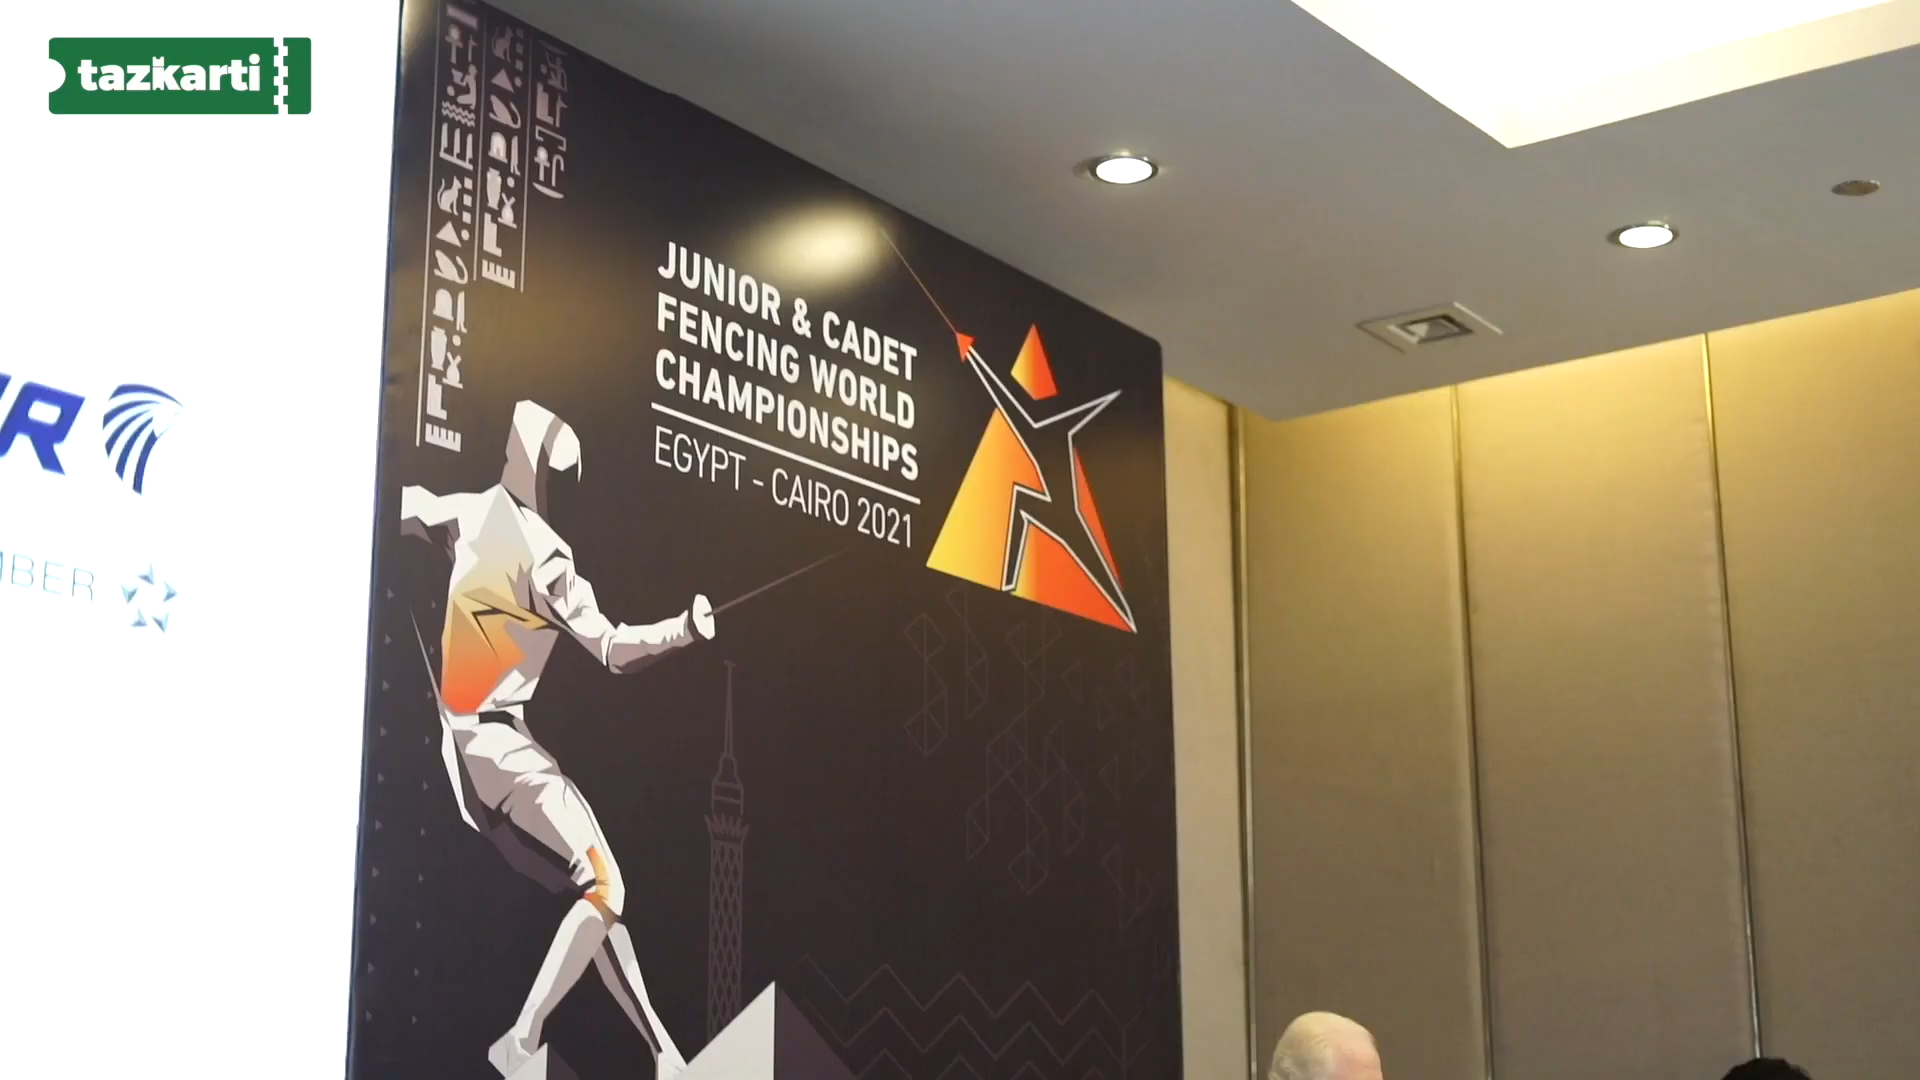 tazkarti
JUNIOR & CADET
FENCING WORLD
CHAMPIONSHIPS
EGYPT - CAIRO 2021